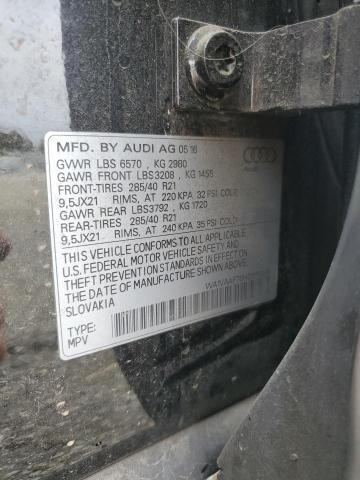 MFD. BY AUDI AG 05 16
GVWR LBS 6570 , KG 2980
GAWR FRONT LBS3208 , KG 1455
FRONT-TIRES 285/40 R21
9,5JX21 RIMS, AT 220 KPA 32 PSI COLD
GAWR REAR LBS3792 , KG 1720
REAR-TIRES 285/40 R21
9,5JX21 RIMS, AT 240 KPA 35 PSI COLD
THIS VEHICLE CONFORMS TO ALL APPLICABLE
U.S. FEDERAL MOTOR VEHICLE SAFETY AND
THEFT PREVENTION STANDARDS IN EFFECT ON
THE DATE OF MANUFACTURE SHOWN ABOVE.
SLOVAKIA
TYPE:
MPV